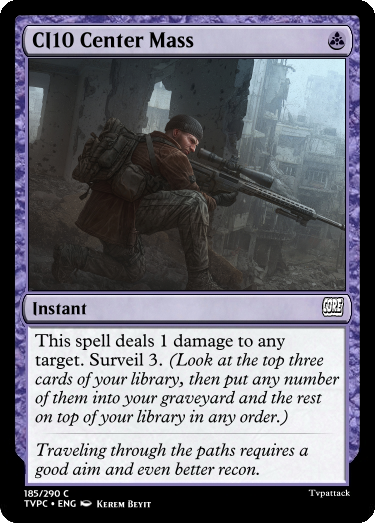 C|10 Center Mass
Instant
CORE
This spell deals 1 damage to any
target. Surveil 3. (Look at the top three
cards of your library, then put any number
of them into your graveyard and the rest
on top of your library in any order.)
Traveling through the paths requires a
good aim and even better recon.
185/290 C
Tvpattack
TVPC • ENG Kerem Beyit